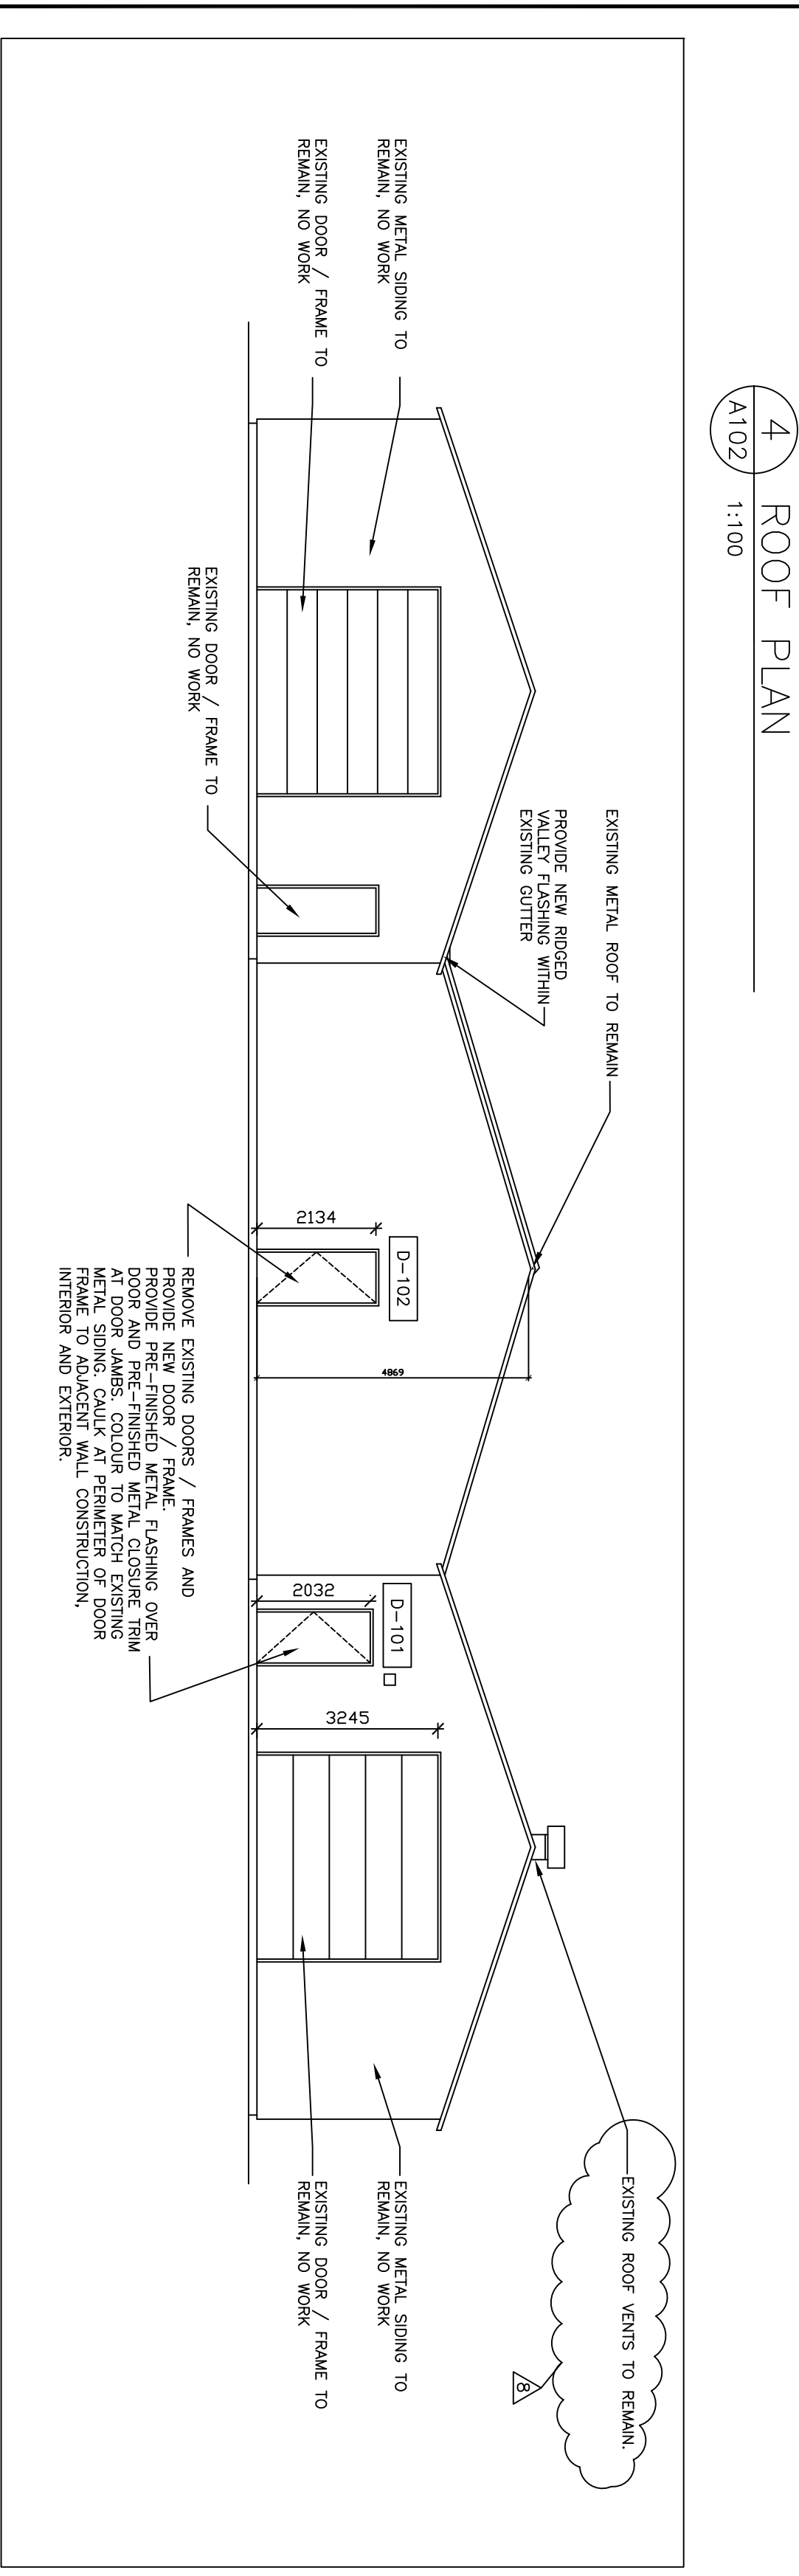 4
A102
ROOF PLAN
1:100
EXISTING METAL SIDING TO
REMAIN, NO WORK
EXISTING DOOR / FRAME TO
REMAIN, NO WORK
EXISTING DOOR / FRAME TO
REMAIN, NO WORK
EXISTING METAL ROOF TO REMAIN
PROVIDE NEW RIDGED
VALLEY FLASHING WITHIN
EXISTING GUTTER
2134
D-102
4869
REMOVE EXISTING DOORS / FRAMES AND
PROVIDE NEW DOOR / FRAME.
PROVIDE PRE-FINISHED METAL FLASHING OVER
DOOR AND PRE-FINISHED METAL CLOSURE TRIM
AT DOOR JAMBS. COLOUR TO MATCH EXISTING
METAL SIDING. CAULK AT PERIMETER OF DOOR
FRAME TO ADJACENT WALL CONSTRUCTION,
INTERIOR AND EXTERIOR.
2032
D-101
3245
EXISTING ROOF VENTS TO REMAIN.
8
EXISTING METAL SIDING TO
REMAIN, NO WORK
EXISTING DOOR / FRAME TO
REMAIN, NO WORK